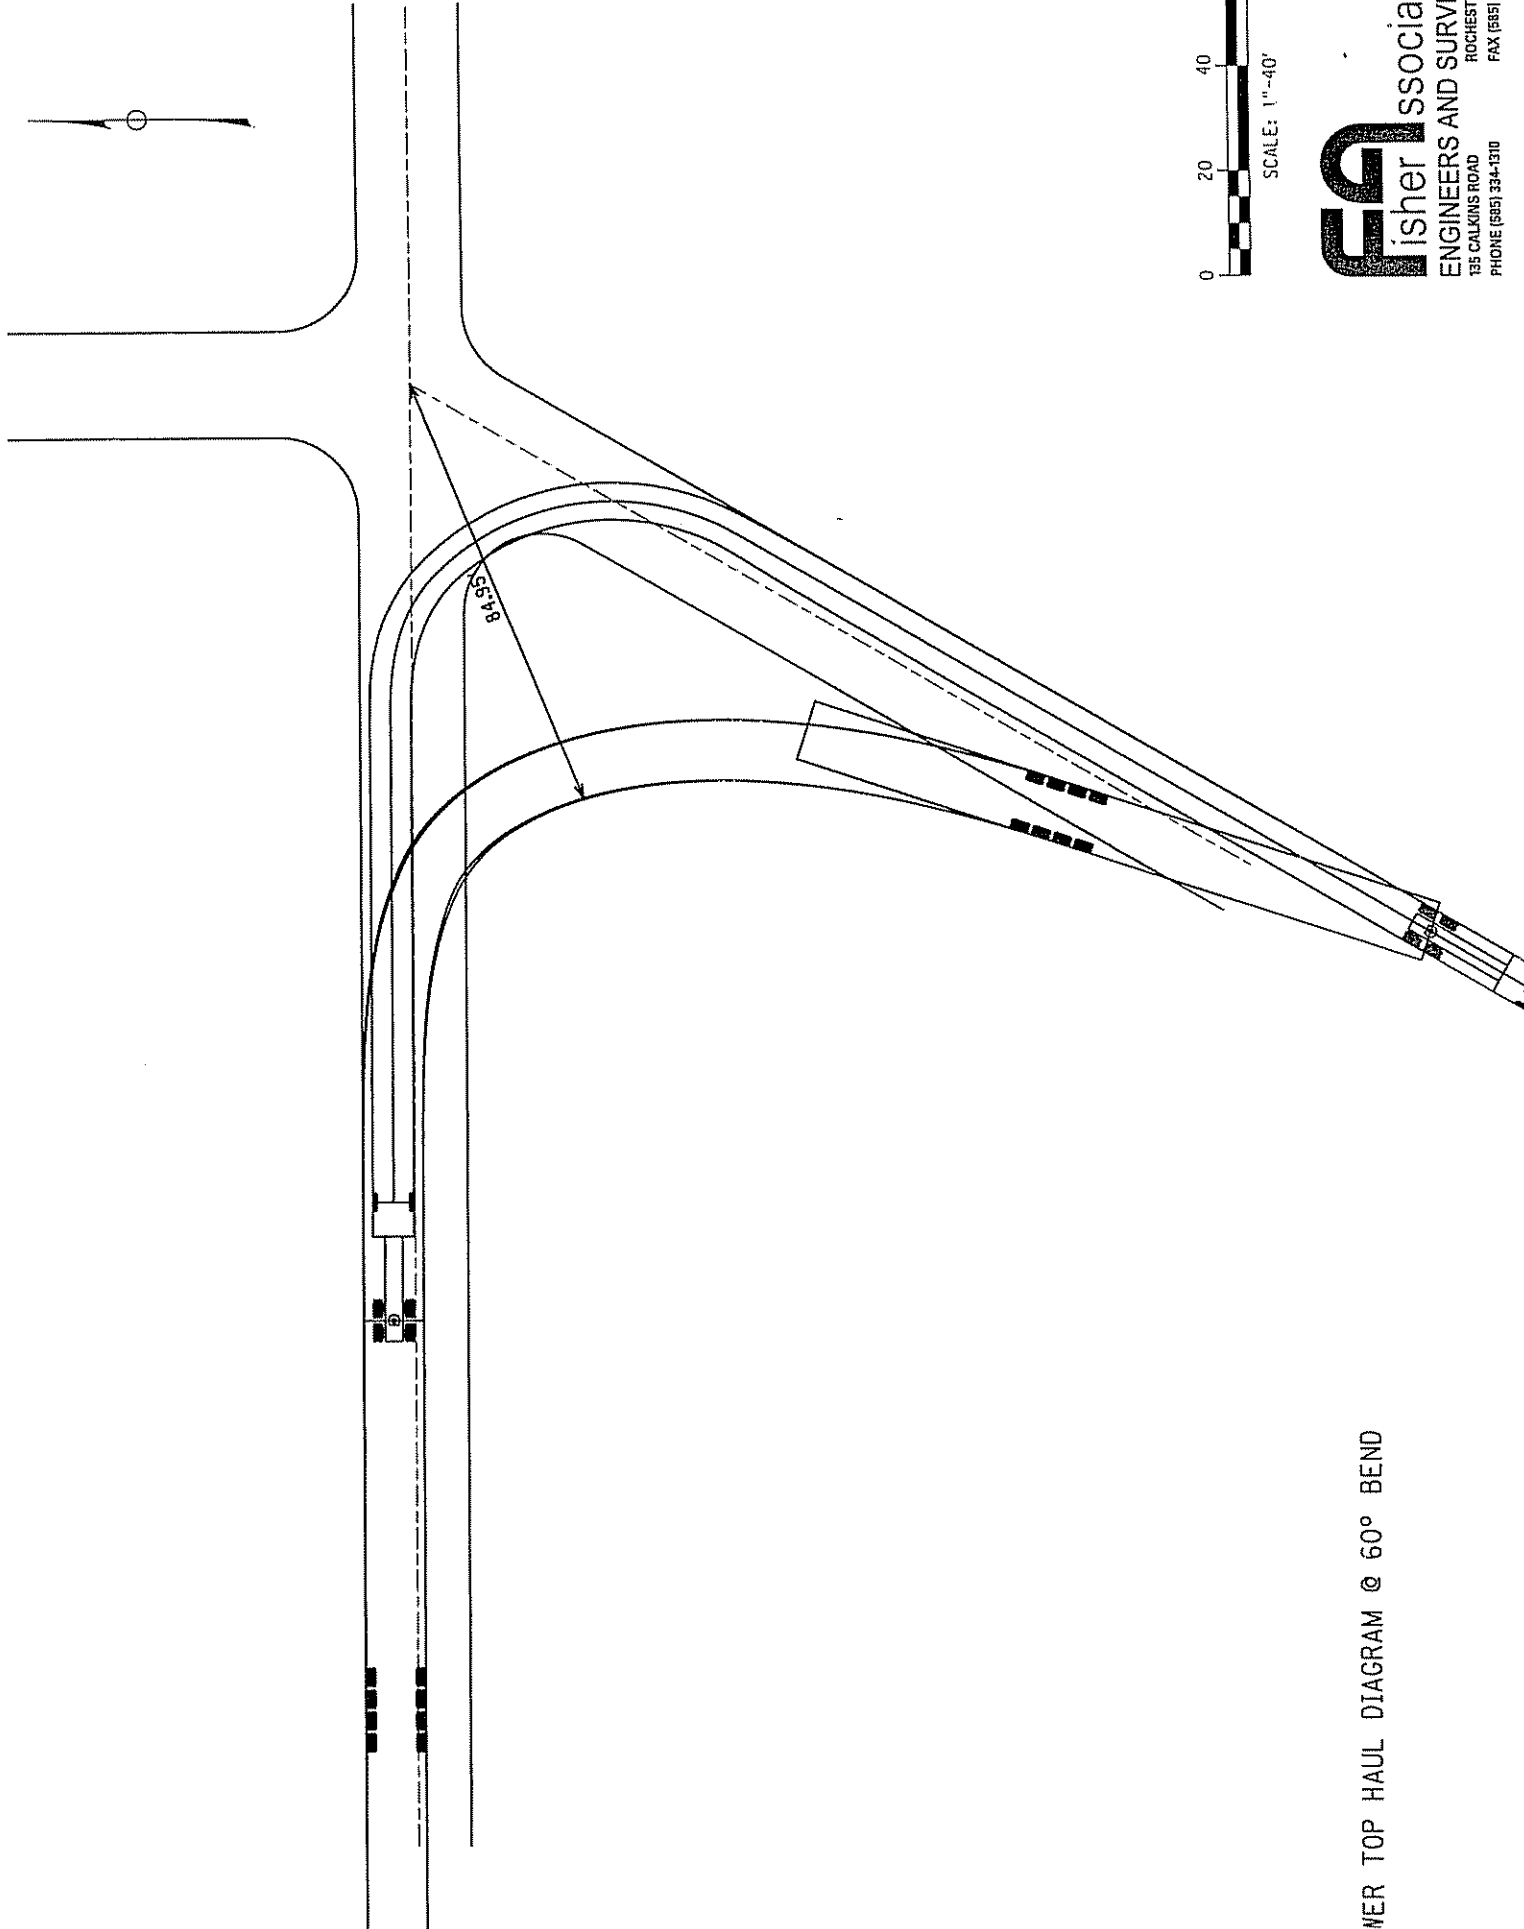 84.95'
0 20 40
SCALE: 1"-40'
FA
isher ssocia
ENGINEERS AND SURV
135 CALKINS ROAD ROCHEST
PHONE (585) 334-1310 FAX (585)
WER TOP HAUL DIAGRAM @ 60° BEND